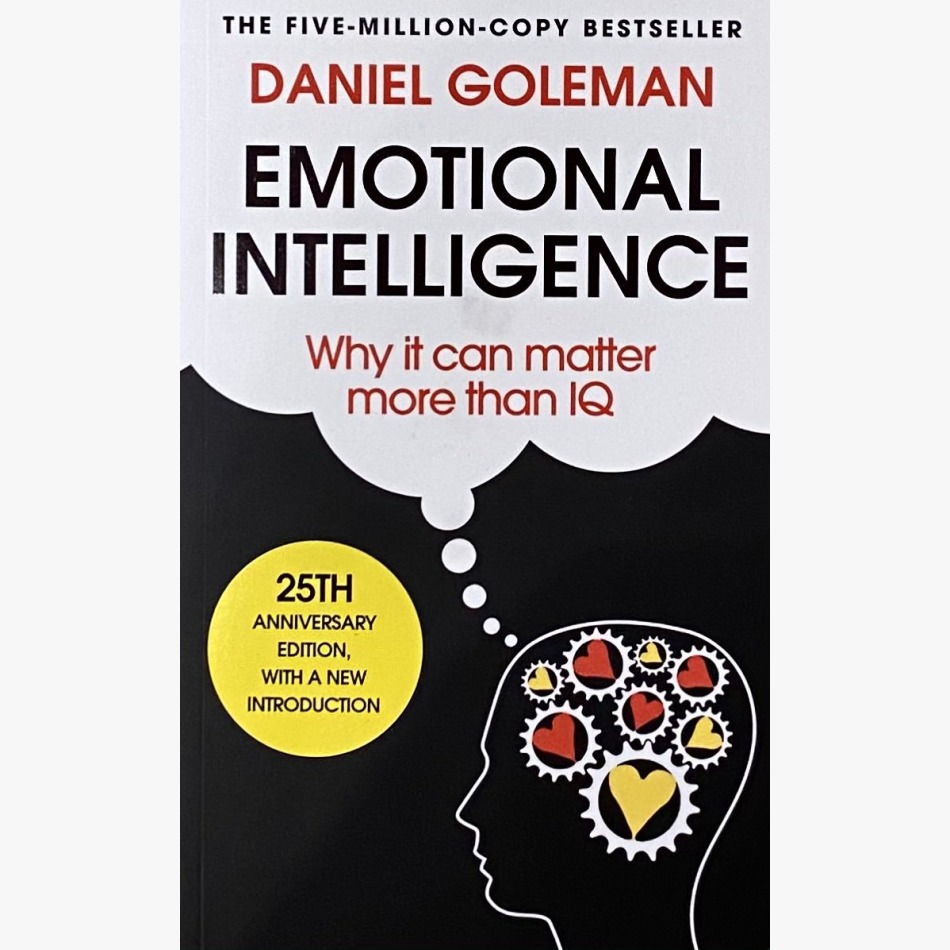 THE FIVE-MILLION-COPY BESTSELLER
DANIEL GOLEMAN
EMOTIONAL
INTELLIGENCE
Why it can matter
more than IQ
25TH
ANNIVERSARY
EDITION,
WITH A NEW
INTRODUCTION